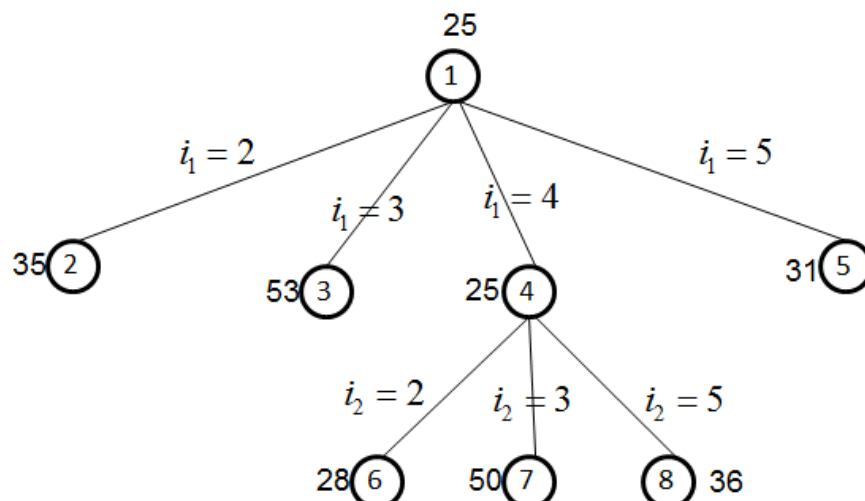 25
1
i₁ = 2
i₁ = 3
i₁ = 4
i₁ = 5
35 2
53 3
25 4
31 5
i₂ = 2
i₂ = 3
i₂ = 5
28 6
50 7
8 36